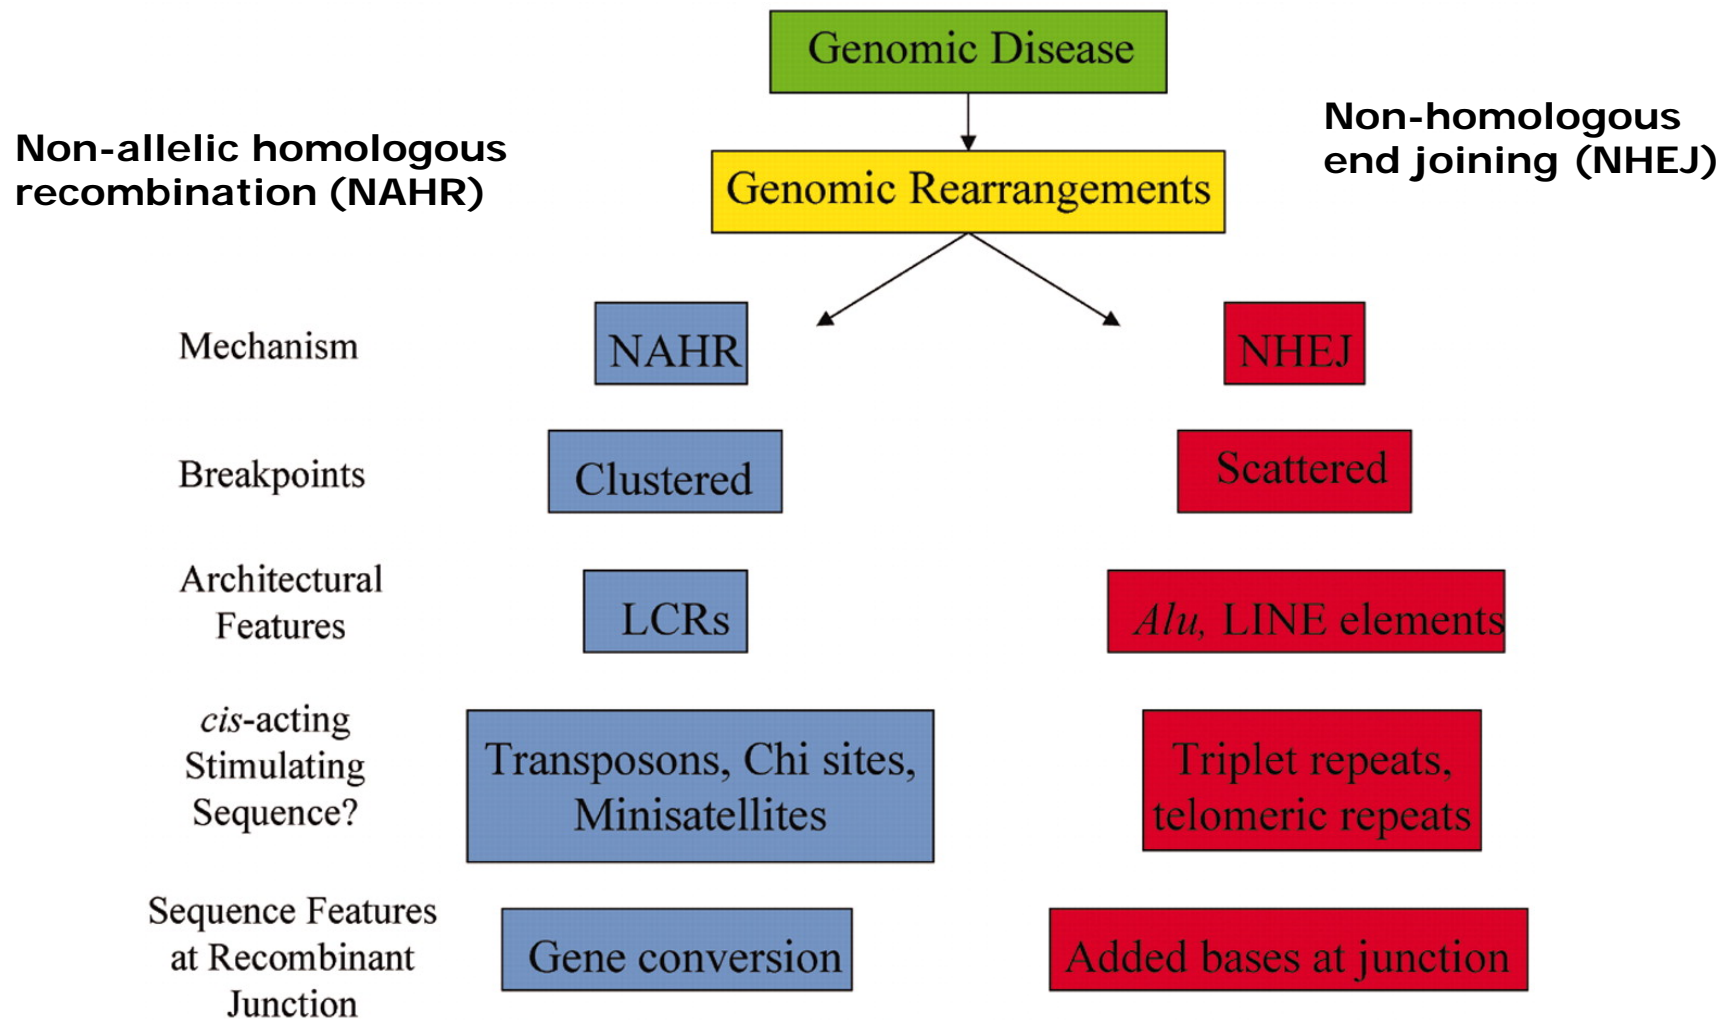 Genomic Disease
Non-allelic homologous
recombination (NAHR)
Non-homologous
end joining (NHEJ)
Genomic Rearrangements
Mechanism
NAHR
NHEJ
Breakpoints
Clustered
Scattered
Architectural
Features
LCRs
Alu, LINE elements
cis-acting
Stimulating
Sequence?
Transposons, Chi sites,
Minisatellites
Triplet repeats,
telomeric repeats
Sequence Features
at Recombinant
Junction
Gene conversion
Added bases at junction